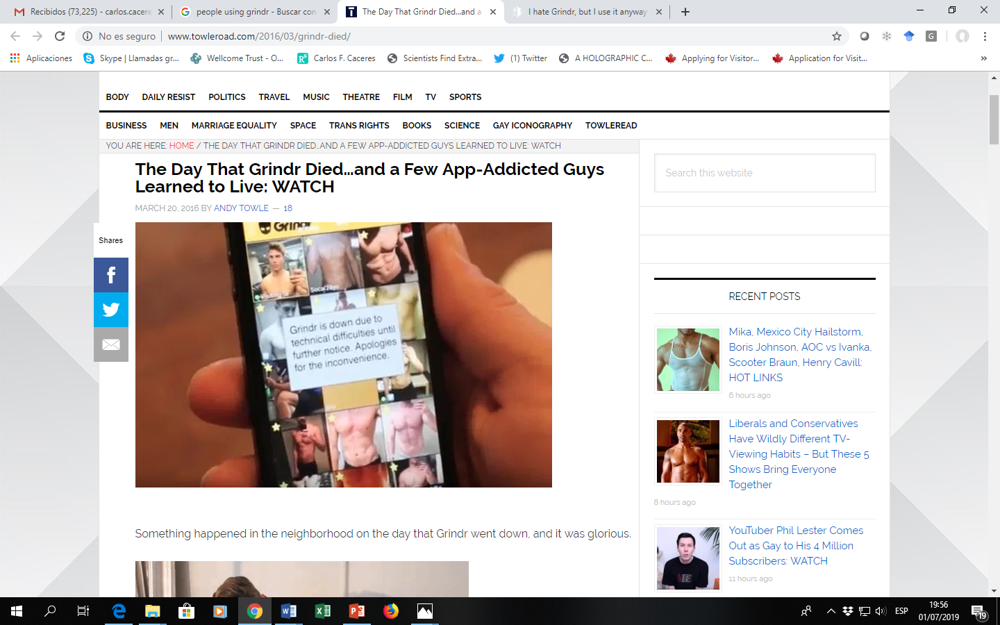 Recibidos (73,225) - carlos.cacere
people using grindr - Buscar con
The Day That Grindr Died...and a
I hate Grindr, but I use it anyway
No es seguro
www.towleroad.com/2016/03/grindr-died/
G
Aplicaciones
Skype | Llamadas gr...
Wellcome Trust - O...
Carlos F. Caceres
Scientists Find Extra...
(1) Twitter
A HOLOGRAPHIC C...
Applying for Visitor...
Application for Visit...
»
BODY DAILY RESIST POLITICS TRAVEL MUSIC THEATRE FILM TV SPORTS
BUSINESS MEN MARRIAGE EQUALITY SPACE TRANS RIGHTS BOOKS SCIENCE GAY ICONOGRAPHY TOWLEREAD
YOU ARE HERE: HOME / THE DAY THAT GRINDR DIED...AND A FEW APP-ADDICTED GUYS LEARNED TO LIVE: WATCH
The Day That Grindr Died...and a Few App-Addicted Guys
Learned to Live: WATCH
MARCH 20, 2016 BY ANDY TOWLE — 18
Shares
Grindr
Socal28yo
Grindr is down due to
technical difficulties until
further notice. Apologies
for the inconvenience.
Something happened in the neighborhood on the day that Grindr went down, and it was glorious.
Search this website
RECENT POSTS
Mika, Mexico City Hailstorm,
Boris Johnson, AOC vs Ivanka,
Scooter Braun, Henry Cavill:
HOT LINKS
6 hours ago
Liberals and Conservatives
Have Wildly Different TV-
Viewing Habits – But These 5
Shows Bring Everyone
Together
8 hours ago
YouTuber Phil Lester Comes
Out as Gay to His 4 Million
Subscribers: WATCH
11 hours ago
ESP
19:56
01/07/2019
19